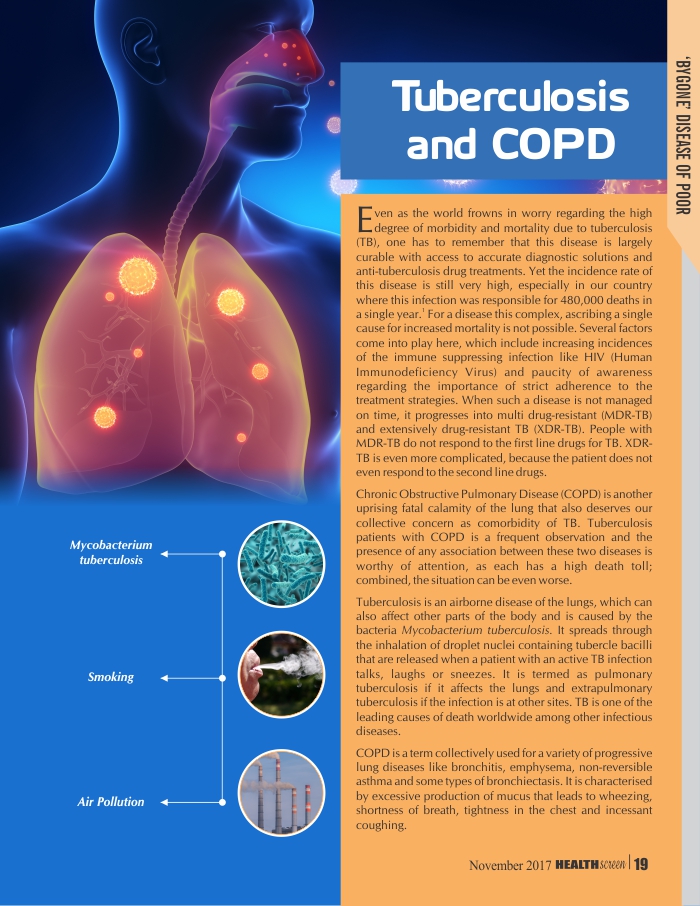 'BYGONE' DISEASE OF POOR
Tuberculosis
and COPD
Even as the world frowns in worry regarding the high
degree of morbidity and mortality due to tuberculosis
(TB), one has to remember that this disease is largely
curable with access to accurate diagnostic solutions and
anti-tuberculosis drug treatments. Yet the incidence rate of
this disease is still very high, especially in our country
where this infection was responsible for 480,000 deaths in
a single year.¹ For a disease this complex, ascribing a single
cause for increased mortality is not possible. Several factors
come into play here, which include increasing incidences
of the immune suppressing infection like HIV (Human
Immunodeficiency Virus) and paucity of awareness
regarding the importance of strict adherence to the
treatment strategies. When such a disease is not managed
on time, it progresses into multi drug-resistant (MDR-TB)
and extensively drug-resistant TB (XDR-TB). People with
MDR-TB do not respond to the first line drugs for TB. XDR-
TB is even more complicated, because the patient does not
even respond to the second line drugs.
Chronic Obstructive Pulmonary Disease (COPD) is another
uprising fatal calamity of the lung that also deserves our
collective concern as comorbidity of TB. Tuberculosis
patients with COPD is a frequent observation and the
presence of any association between these two diseases is
worthy of attention, as each has a high death toll;
combined, the situation can be even worse.
Tuberculosis is an airborne disease of the lungs, which can
also affect other parts of the body and is caused by the
bacteria Mycobacterium tuberculosis. It spreads through
the inhalation of droplet nuclei containing tubercle bacilli
that are released when a patient with an active TB infection
talks, laughs or sneezes. It is termed as pulmonary
tuberculosis if it affects the lungs and extrapulmonary
tuberculosis if the infection is at other sites. TB is one of the
leading causes of death worldwide among other infectious
diseases.
COPD is a term collectively used for a variety of progressive
lung diseases like bronchitis, emphysema, non-reversible
asthma and some types of bronchiectasis. It is characterised
by excessive production of mucus that leads to wheezing,
shortness of breath, tightness in the chest and incessant
coughing.
Mycobacterium
tuberculosis
Smoking
Air Pollution
November 2017 HEALTHscreen | 19